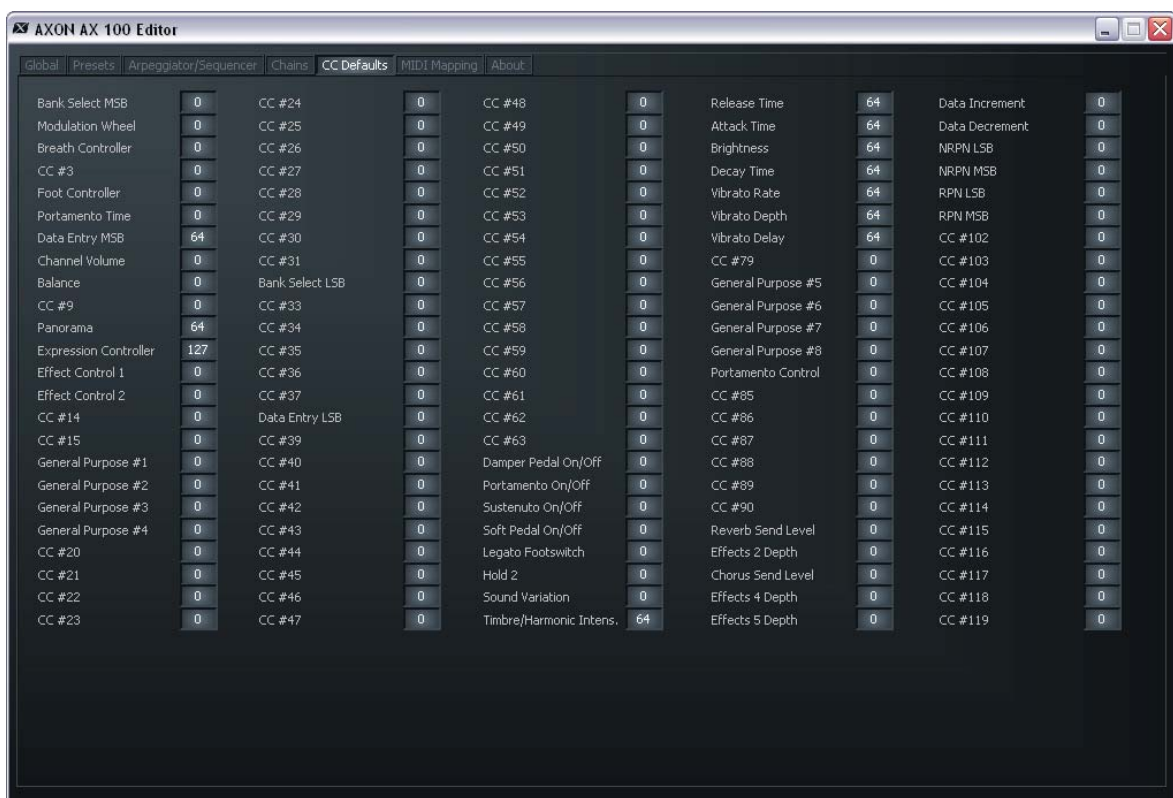 AXON AX 100 Editor
Global Presets Arpeggiator/Sequencer Chains CC Defaults MIDI Mapping About
Bank Select MSB 0 CC #24 0 CC #48 0 Release Time 64 Data Increment 0
Modulation Wheel 0 CC #25 0 CC #49 0 Attack Time 64 Data Decrement 0
Breath Controller 0 CC #26 0 CC #50 0 Brightness 64 NRPN LSB 0
CC #3 0 CC #27 0 CC #51 0 Decay Time 64 NRPN MSB 0
Foot Controller 0 CC #28 0 CC #52 0 Vibrato Rate 64 RPN LSB 0
Portamento Time 0 CC #29 0 CC #53 0 Vibrato Depth 64 RPN MSB 0
Data Entry MSB 64 CC #30 0 CC #54 0 Vibrato Delay 64 CC #102 0
Channel Volume 0 CC #31 0 CC #55 0 CC #79 0 CC #103 0
Balance 0 Bank Select LSB 0 CC #56 0 General Purpose #5 0 CC #104 0
CC #9 0 CC #33 0 CC #57 0 General Purpose #6 0 CC #105 0
Panorama 64 CC #34 0 CC #58 0 General Purpose #7 0 CC #106 0
Expression Controller 127 CC #35 0 CC #59 0 General Purpose #8 0 CC #107 0
Effect Control 1 0 CC #36 0 CC #60 0 Portamento Control 0 CC #108 0
Effect Control 2 0 CC #37 0 CC #61 0 CC #85 0 CC #109 0
CC #14 0 Data Entry LSB 0 CC #62 0 CC #86 0 CC #110 0
CC #15 0 CC #39 0 CC #63 0 CC #87 0 CC #111 0
General Purpose #1 0 CC #40 0 Damper Pedal On/Off 0 CC #88 0 CC #112 0
General Purpose #2 0 CC #41 0 Portamento On/Off 0 CC #89 0 CC #113 0
General Purpose #3 0 CC #42 0 Sustenuto On/Off 0 CC #90 0 CC #114 0
General Purpose #4 0 CC #43 0 Soft Pedal On/Off 0 Reverb Send Level 0 CC #115 0
CC #20 0 CC #44 0 Legato Footswitch 0 Effects 2 Depth 0 CC #116 0
CC #21 0 CC #45 0 Hold 2 0 Chorus Send Level 0 CC #117 0
CC #22 0 CC #46 0 Sound Variation 0 Effects 4 Depth 0 CC #118 0
CC #23 0 CC #47 0 Timbre/Harmonic Intens. 64 Effects 5 Depth 0 CC #119 0